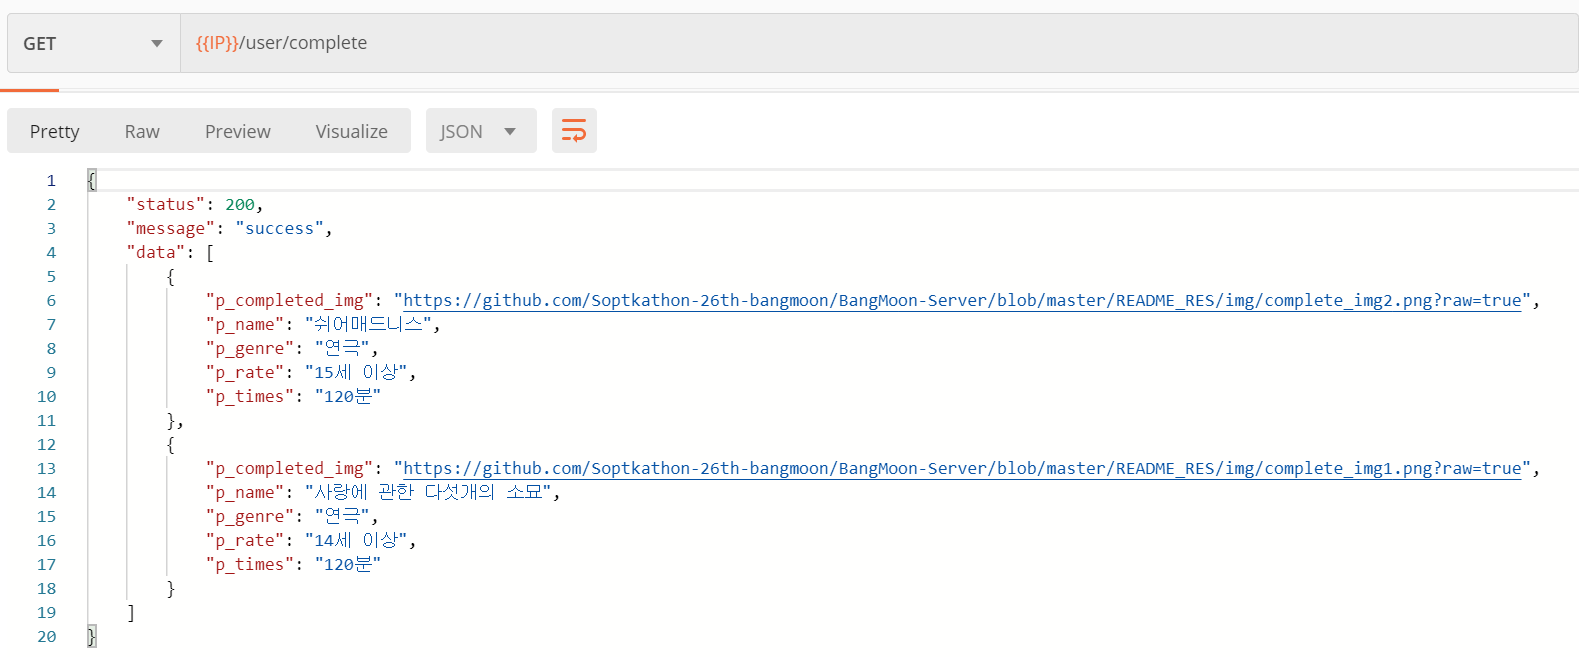 GET {{IP}}/user/complete
Pretty Raw Preview Visualize JSON
1 {
2 "status": 200,
3 "message": "success",
4 "data": [
5 {
6 "p_completed_img": "https://github.com/Soptkathon-26th-bangmoon/BangMoon-Server/blob/master/README_RES/img/complete_img2.png?raw=true",
7 "p_name": "쉬어매드니스",
8 "p_genre": "연극",
9 "p_rate": "15세 이상",
10 "p_times": "120분"
11 },
12 {
13 "p_completed_img": "https://github.com/Soptkathon-26th-bangmoon/BangMoon-Server/blob/master/README_RES/img/complete_img1.png?raw=true",
14 "p_name": "사랑에 관한 다섯개의 소묘",
15 "p_genre": "연극",
16 "p_rate": "14세 이상",
17 "p_times": "120분"
18 }
19 ]
20 }